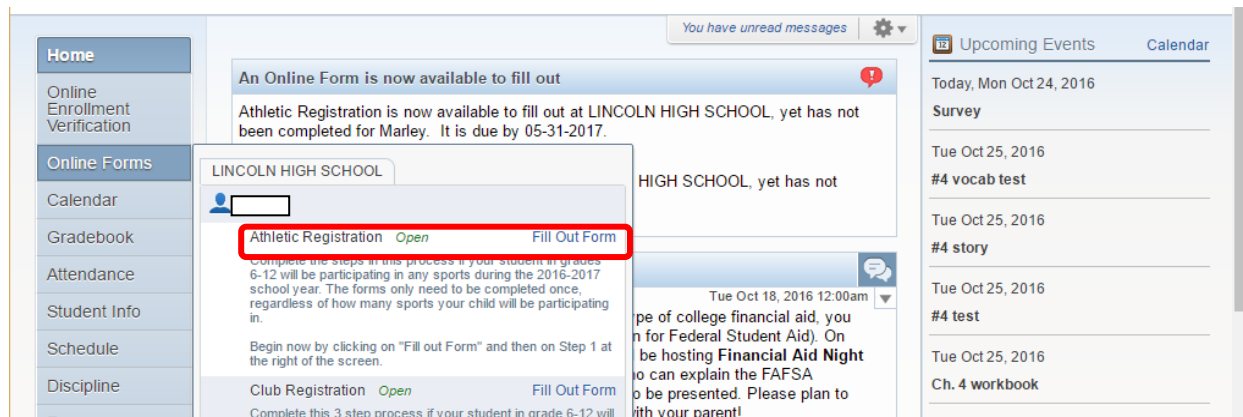 You have unread messages
Home
Online
Enrollment
Verification
Online Forms
Calendar
Gradebook
Attendance
Student Info
Schedule
Discipline
An Online Form is now available to fill out
Athletic Registration is now available to fill out at LINCOLN HIGH SCHOOL, yet has not
been completed for Marley. It is due by 05-31-2017.
HIGH SCHOOL, yet has not
LINCOLN HIGH SCHOOL
Athletic Registration Open Fill Out Form
Complete the steps in this process if your student in grades
6-12 will be participating in any sports during the 2016-2017
school year. The forms only need to be completed once,
regardless of how many sports your child will be participating
in.
Begin now by clicking on "Fill out Form" and then on Step 1 at
the right of the screen.
Club Registration Open Fill Out Form
Complete this 3 step process if your student in grade 6-12 will
Tue Oct 18, 2016 12:00am
of college financial aid, you
for Federal Student Aid). On
be hosting Financial Aid Night
can explain the FAFSA
be presented. Please plan to
with your parent!
12 Upcoming Events Calendar
Today, Mon Oct 24, 2016
Survey
Tue Oct 25, 2016
#4 vocab test
Tue Oct 25, 2016
#4 story
Tue Oct 25, 2016
#4 test
Tue Oct 25, 2016
Ch. 4 workbook